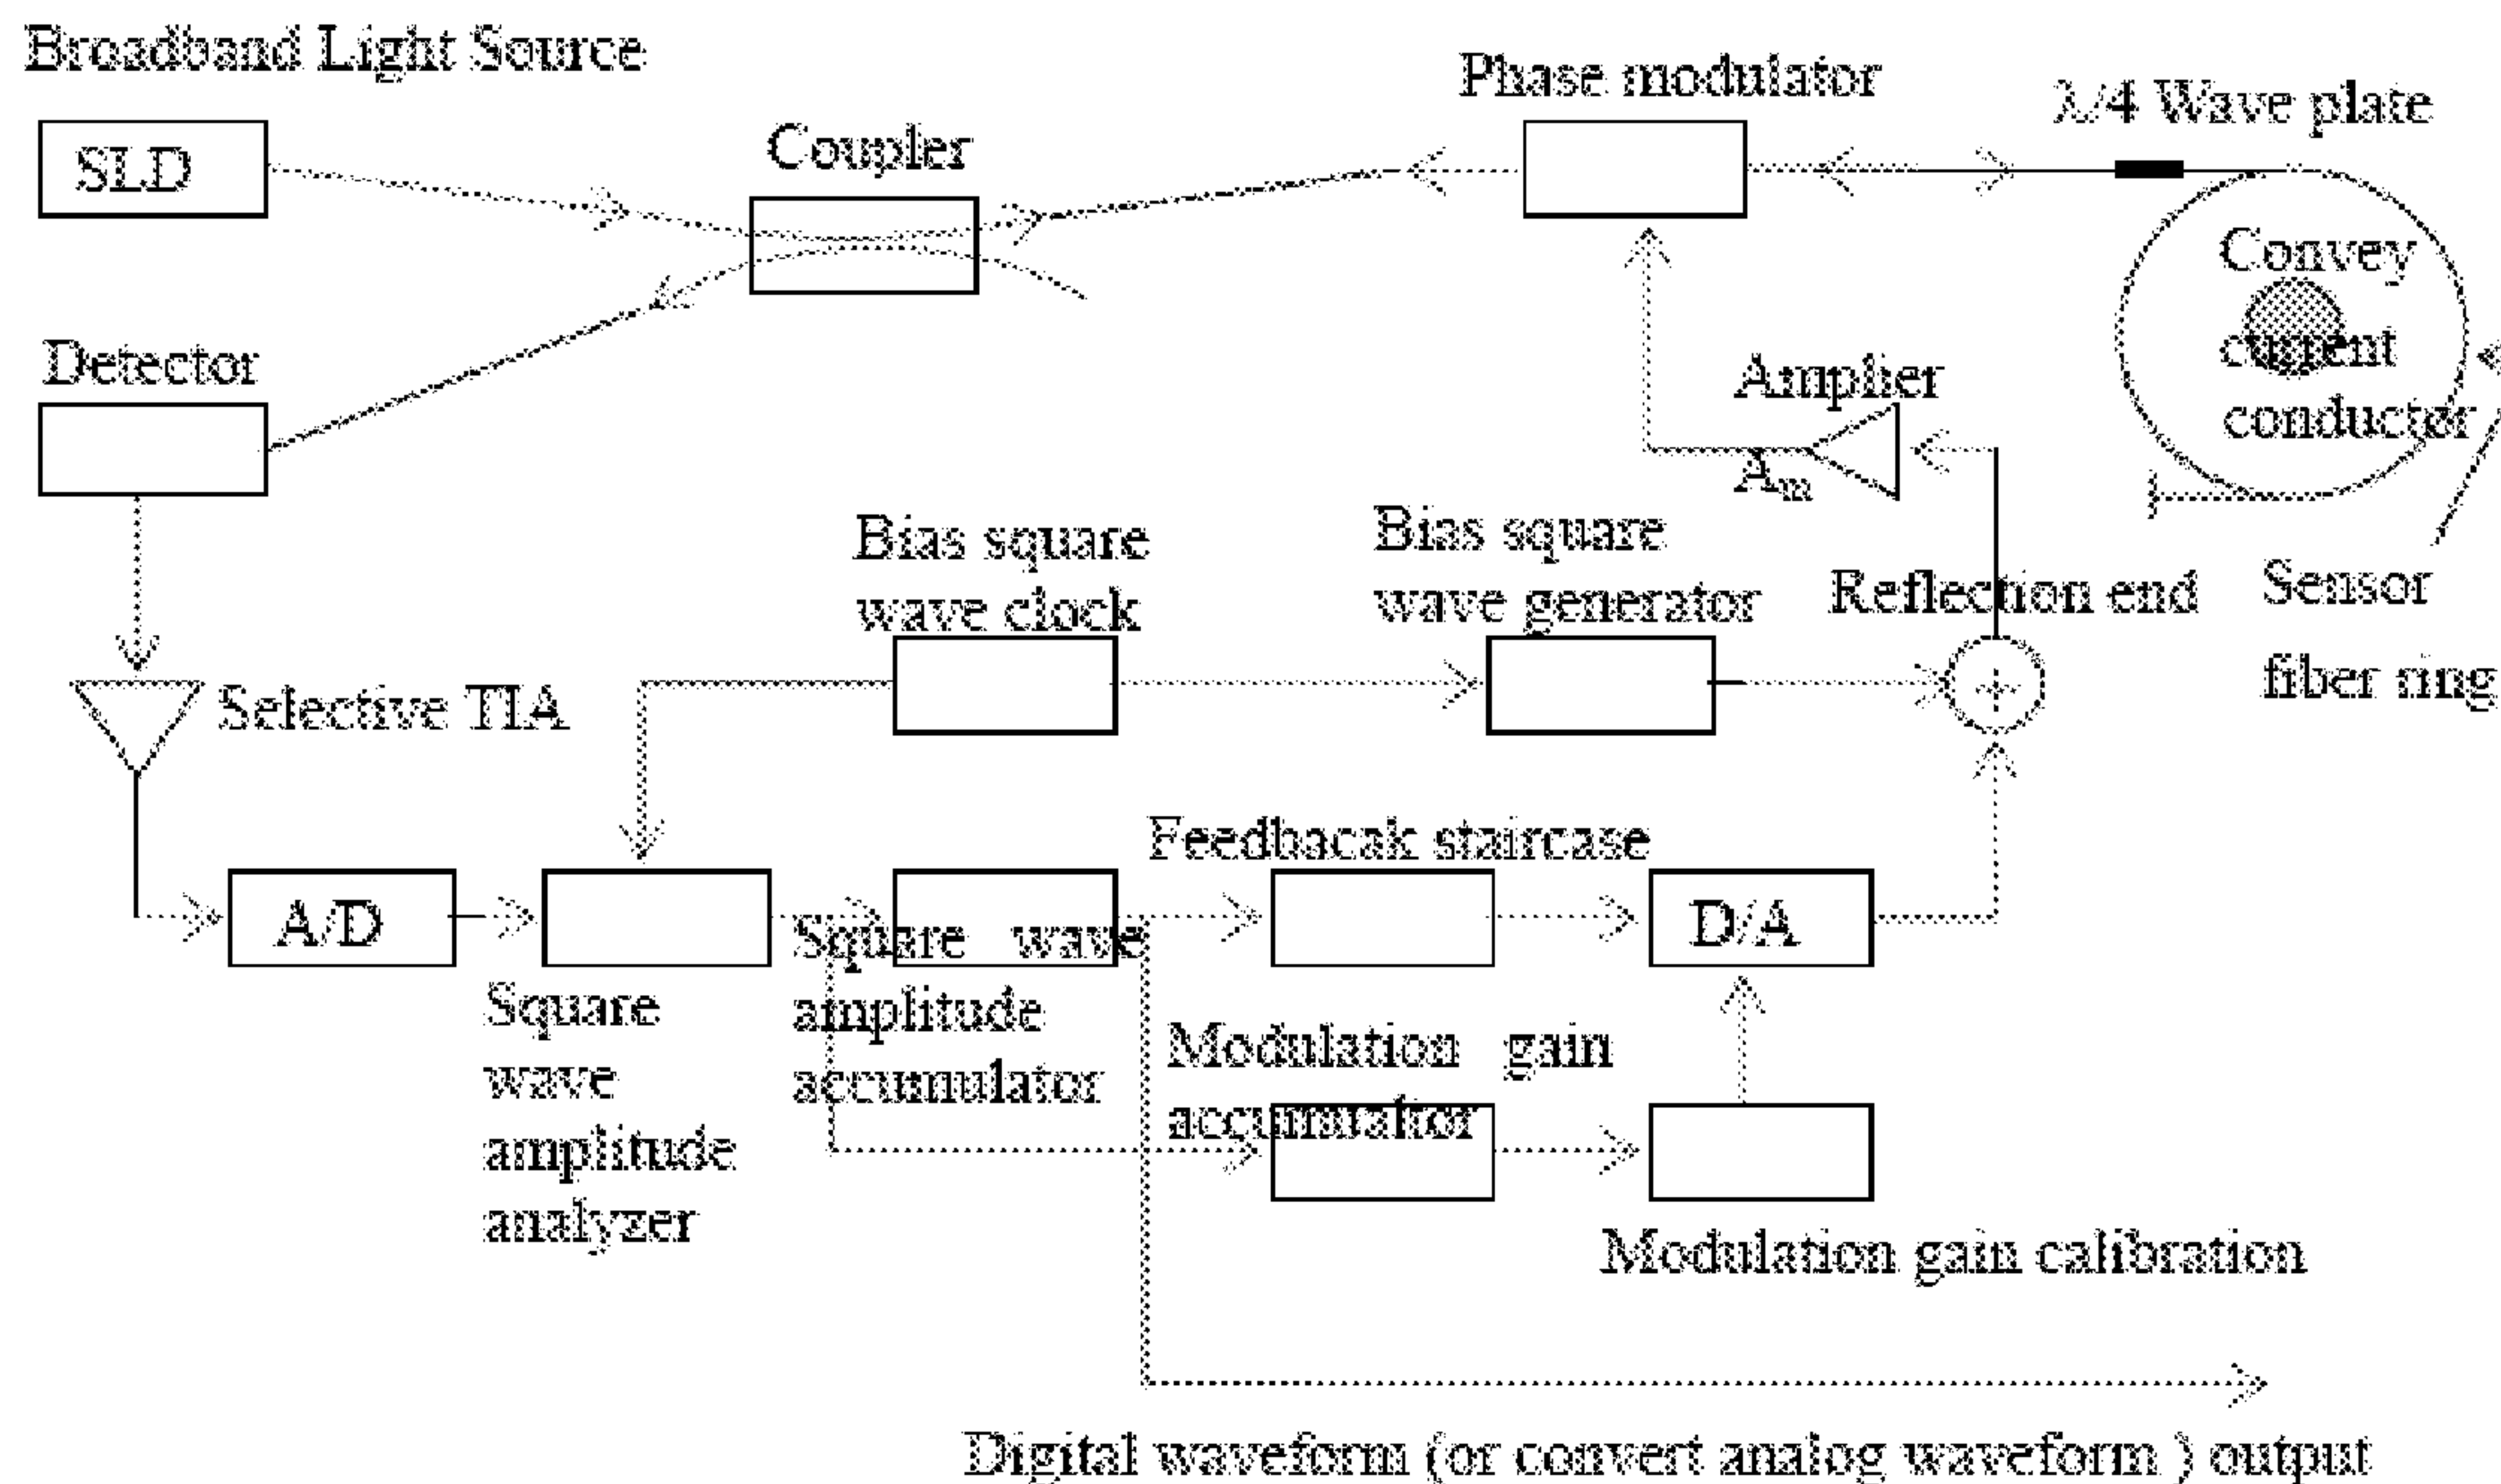 Broadband Light Source
Phase modulator
λ/4 Wave plate
SLD
Coupler
Convey
current
conductor
Detector
Amplier
Am
Bias square
wave clock
Bias square
wave generator
Reflection end
Sensor
fiber ring
Selective TIA
+
Feedbacak staircase
A/D
D/A
Square wave
amplitude
accumulator
Square
wave
amplitude
analyzer
Modulation gain
Modulation gain calibration
Digital waveform (or convert analog waveform ) output